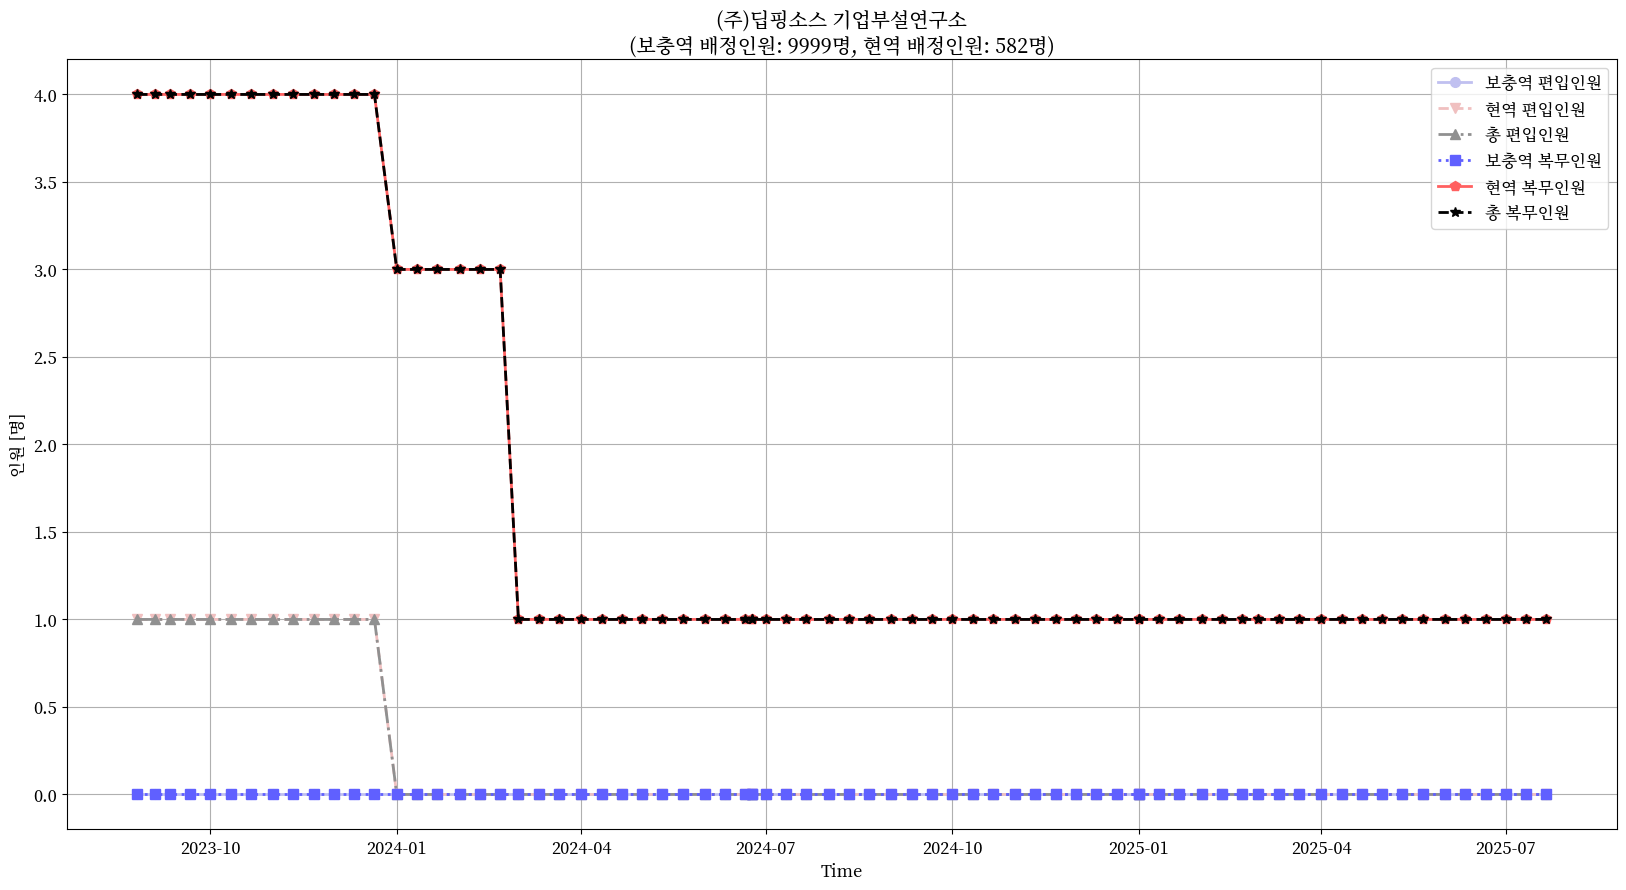 (주)딥핑소스 기업부설연구소
(보충역 배정인원: 9999명, 현역 배정인원: 582명)
보충역 편입인원
현역 편입인원
총 편입인원
보충역 복무인원
현역 복무인원
총 복무인원
4.0
3.5
3.0
2.5
2.0
1.5
1.0
0.5
0.0
인원 [명]
2023-10 2024-01 2024-04 2024-07 2024-10 2025-01 2025-04 2025-07
Time